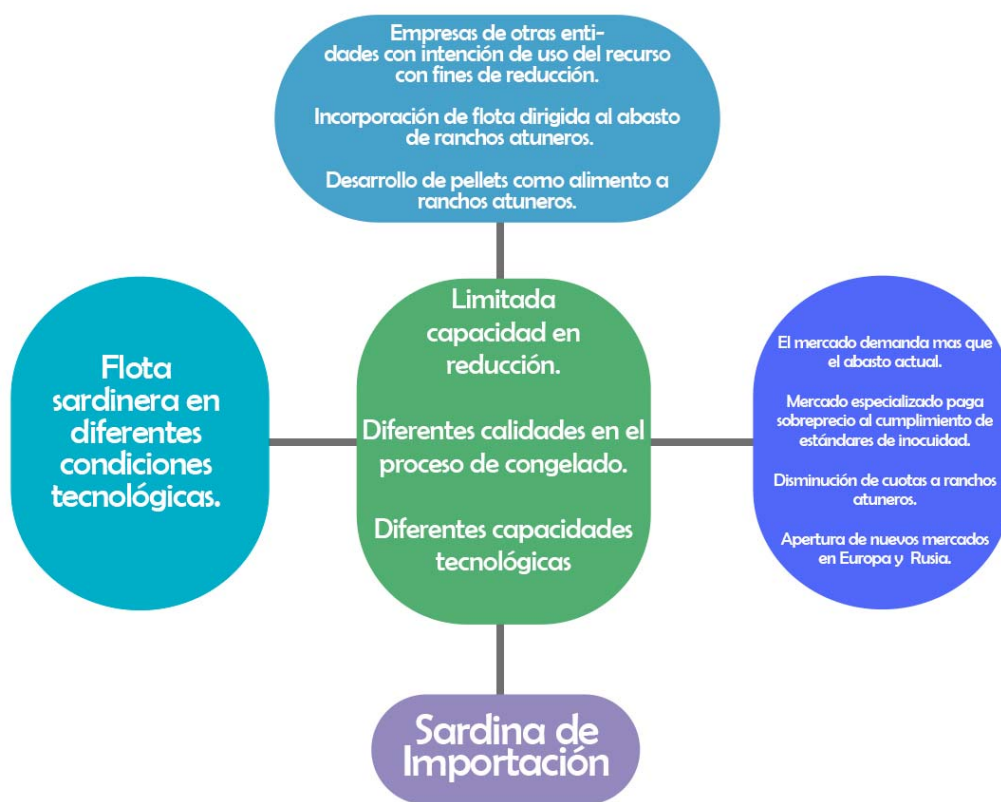 Empresas de otras enti-
dades con intención de uso del recurso
con fines de reducción.
Incorporación de flota dirigida al abasto
de ranchos atuneros.
Desarrollo de pellets como alimento a
ranchos atuneros.
Flota
sardinera en
diferentes
condiciones
tecnológicas.
Limitada
capacidad en
reducción.
Diferentes calidades en el
proceso de congelado.
Diferentes capacidades
tecnológicas
El mercado demanda mas que
el abasto actual.
Mercado especializado paga
sobreprecio al cumplimiento de
estándares de inocuidad.
Disminución de cuotas a ranchos
atuneros.
Apertura de nuevos mercados
en Europa y Rusia.
Sardina de
Importación